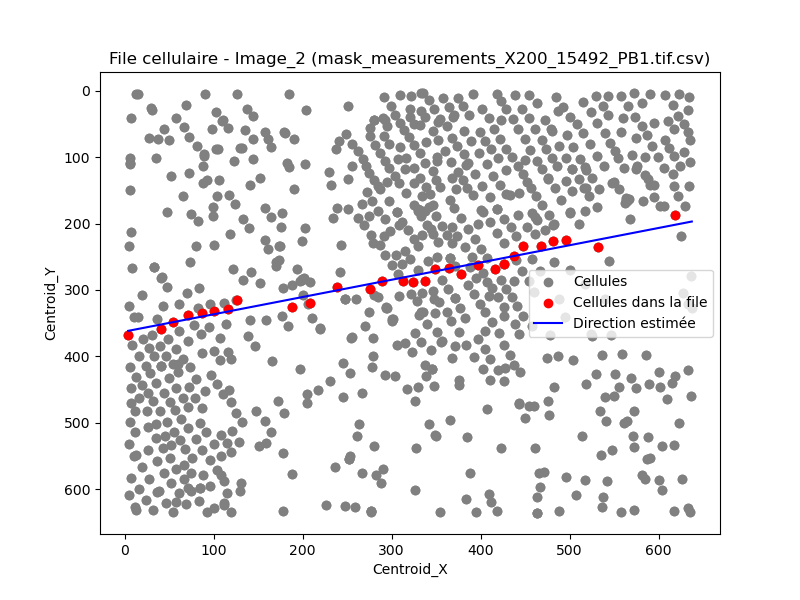 File cellulaire - Image_2 (mask_measurements_X200_15492_PB1.tif.csv)
0
100
200
300
400
500
600
Centroid_Y
Cellules
Cellules dans la file
Direction estimée
0 100 200 300 400 500 600
Centroid_X